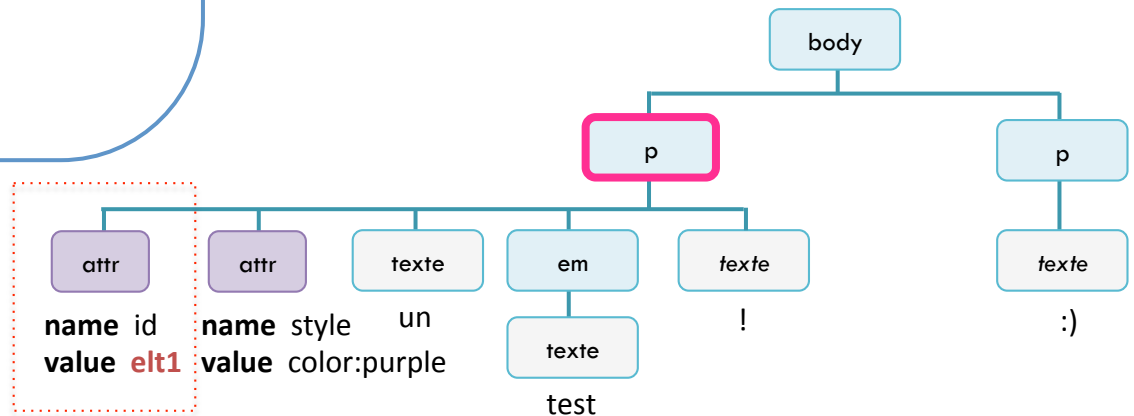 body
p
p
attr
attr
texte
em
texte
texte
name id
value elt1
name style
value color:purple
un
!
:)
texte
test